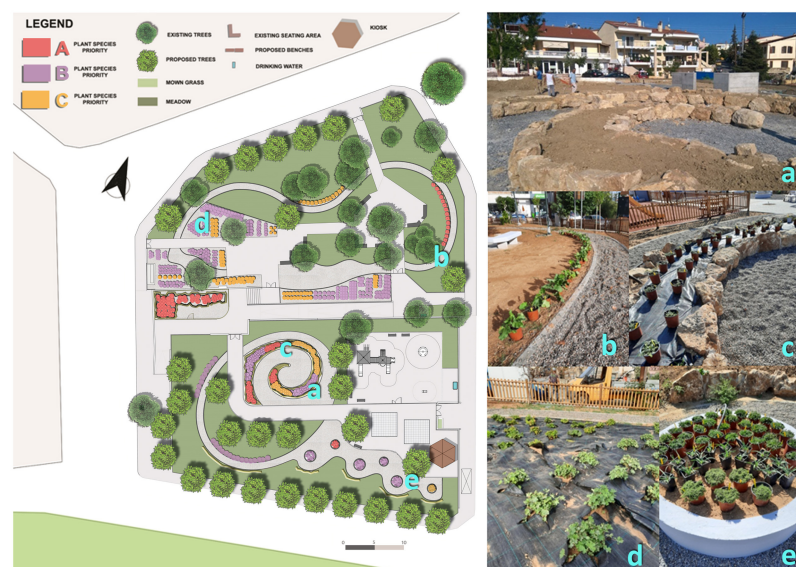 LEGEND
A PLANT SPECIES
PRIORITY
B PLANT SPECIES
PRIORITY
C PLANT SPECIES
PRIORITY
EXISTING TREES
PROPOSED TREES
MOWN GRASS
MEADOW
EXISTING SEATING AREA
PROPOSED BENCHES
DRINKING WATER
KIOSK
d
b
c
a
e
0 5 10
a
b
c
d
e